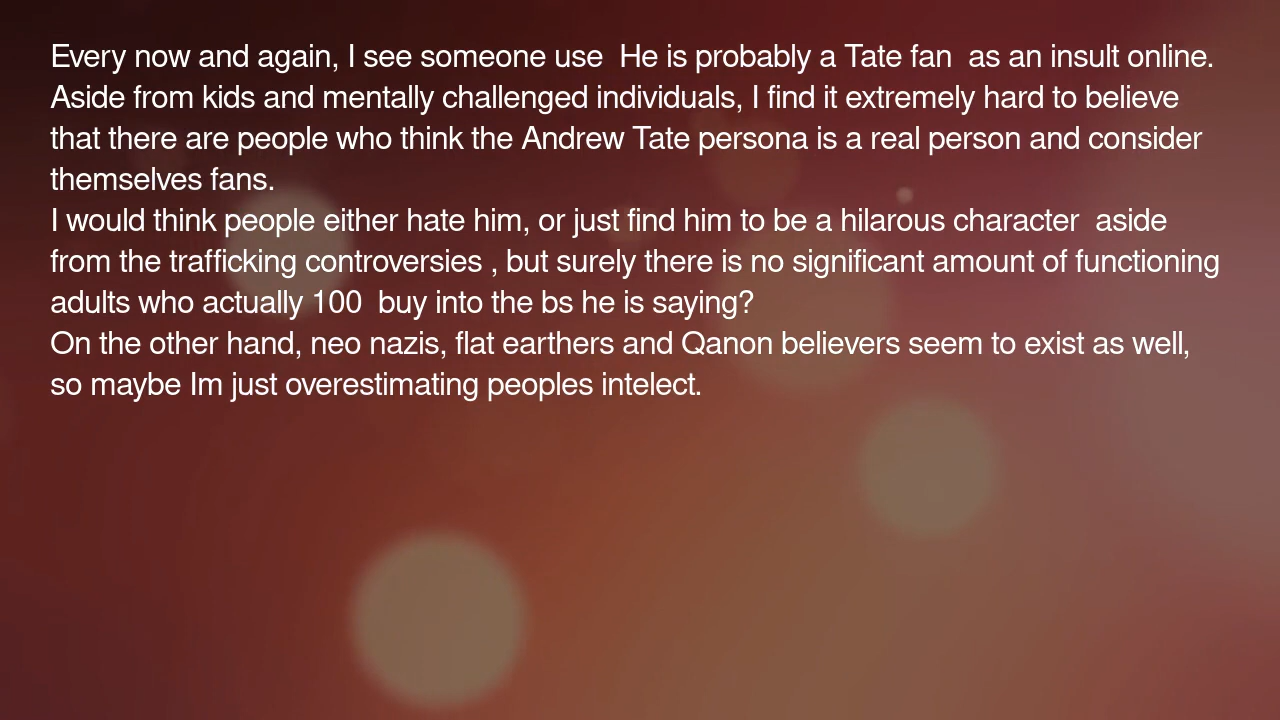 Every now and again, I see someone use  He is probably a Tate fan  as an insult online.
Aside from kids and mentally challenged individuals, I find it extremely hard to believe
that there are people who think the Andrew Tate persona is a real person and consider
themselves fans.
I would think people either hate him, or just find him to be a hilarous character  aside
from the trafficking controversies , but surely there is no significant amount of functioning
adults who actually 100  buy into the bs he is saying?
On the other hand, neo nazis, flat earthers and Qanon believers seem to exist as well,
so maybe Im just overestimating peoples intelect.